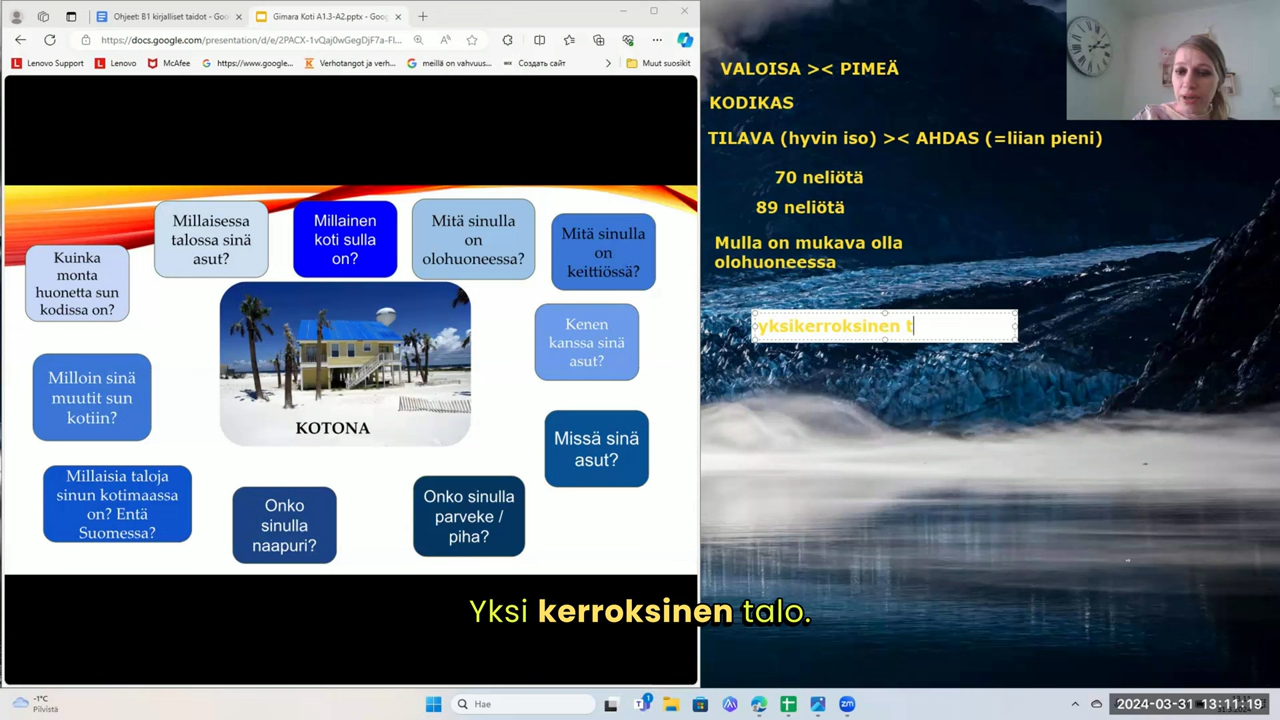 Ohjeet: B1 kirjalliset taidot - Goo
Gimara Koti A1.3-A2.pptx - Goo
https://docs.google.com/presentation/d/e/2PACX-1vQaj0wGegDjF7a-Fl...
Lenovo Support
Lenovo
McAfee
https://www.google...
Verhotangot ja verh...
meillä on vahvuus...
Создать сайт
Muut suosikit
Millaisessa
talossa sinä
asut?
Millainen
koti sulla
on?
Mitä sinulla
on
olohuoneessa?
Mitä sinulla
on
keittiössä?
Kuinka
monta
huonetta sun
kodissa on?
Kenen
kanssa sinä
asut?
Milloin sinä
muutit sun
kotiin?
KOTONA
Missä sinä
asut?
Millaisia taloja
sinun kotimaassa
on? Entä
Suomessa?
Onko
sinulla
naapuri?
Onko sinulla
parveke /
piha?
VALOISA >< PIMEÄ
KODIKAS
TILAVA (hyvin iso) >< AHDAS (=liian pieni)
70 neliötä
89 neliötä
Mulla on mukava olla
olohuoneessa
yksikerroksinen t
Yksi kerroksinen talo.
-1°C
Pilvistä
Hae
2024-03-31 13:11:19